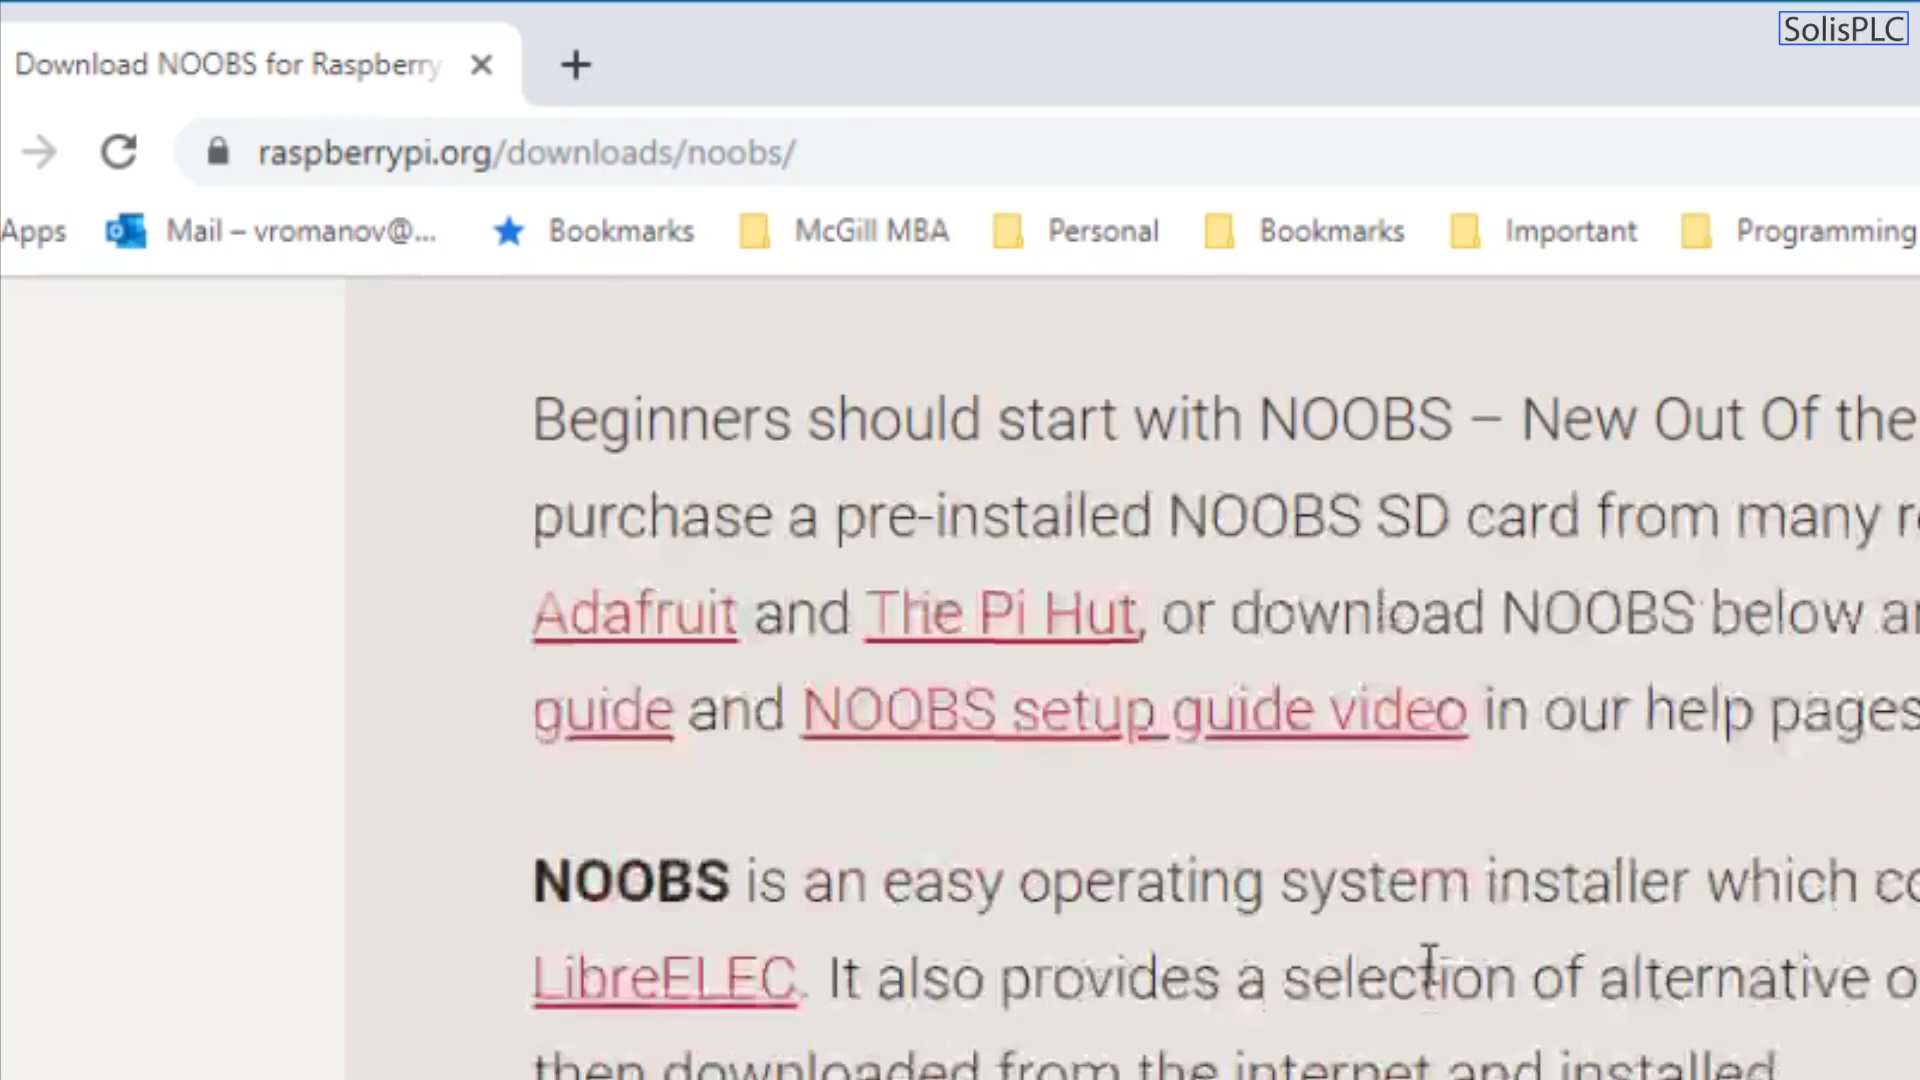 SolisPLC
Download NOOBS for Raspberry
raspberrypi.org/downloads/noobs/
Apps Mail – vromanov@... Bookmarks McGill MBA Personal Bookmarks Important Programming
Beginners should start with NOOBS – New Out Of the
purchase a pre-installed NOOBS SD card from many
Adafruit and The Pi Hut, or download NOOBS below
guide and NOOBS setup guide video in our help pages
NOOBS is an easy operating system installer which
LibreELEC. It also provides a selection of alternative
then downloaded from the internet and installed.